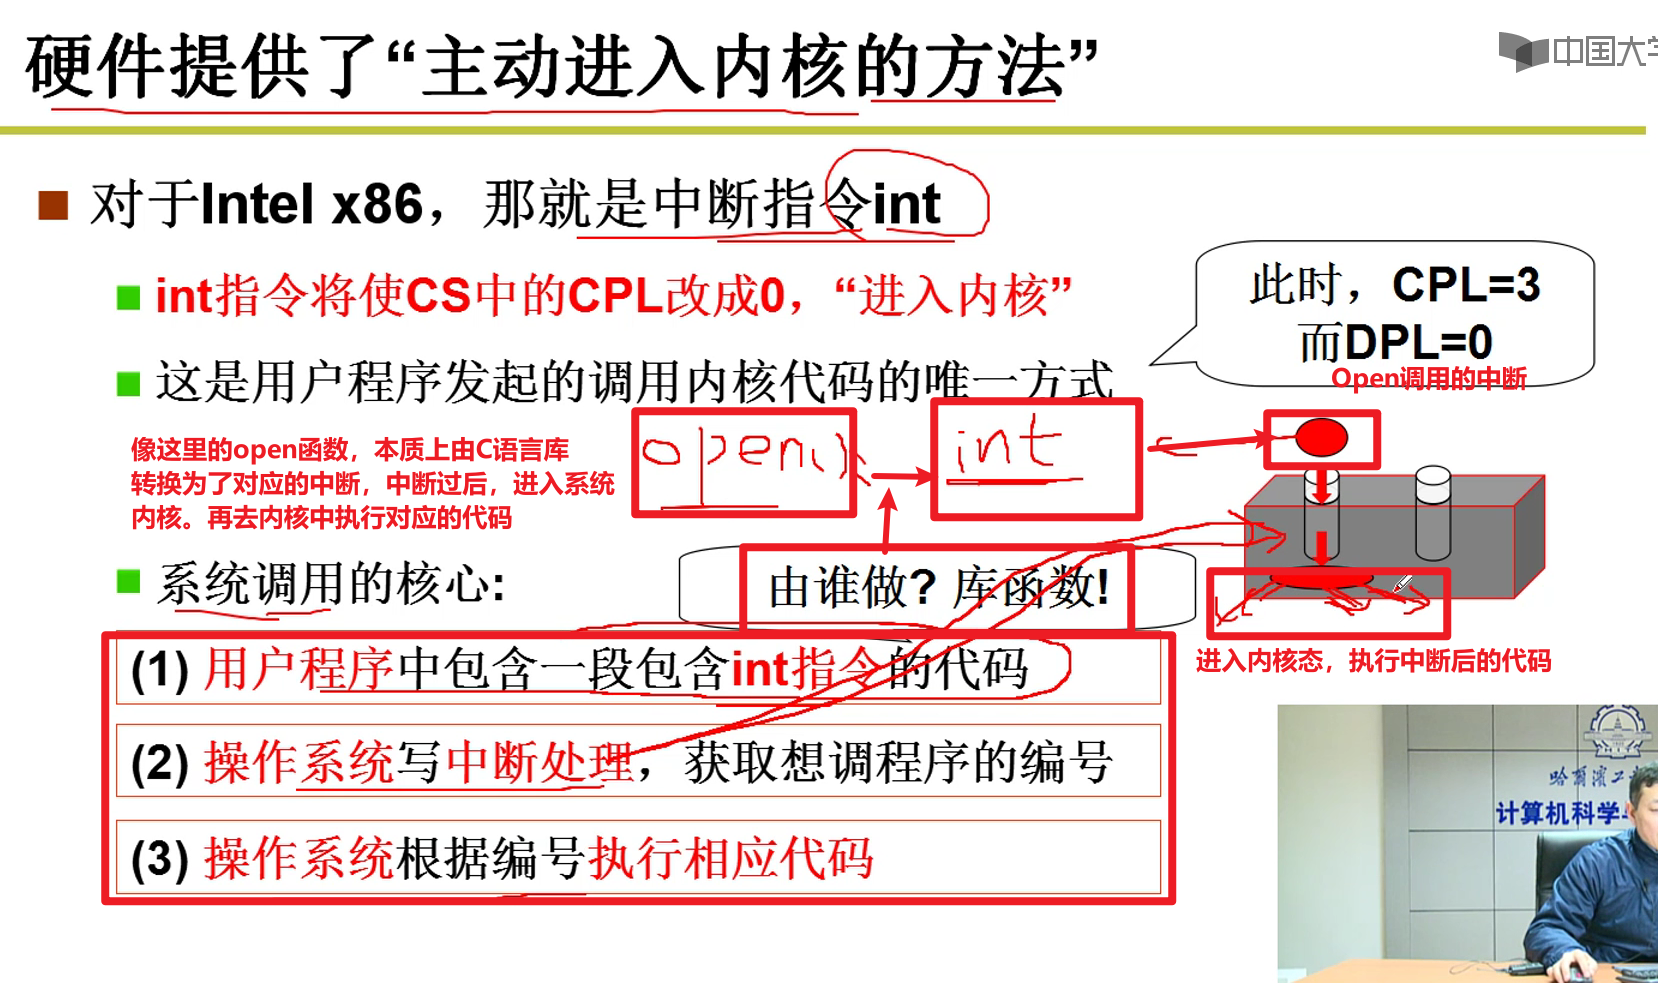 硬件提供了“主动进入内核的方法”
中国大
对于Intel x86，那就是中断指令int
int指令将使CS中的CPL改成0，“进入内核”
此时，CPL=3
而DPL=0
这是用户程序发起的调用内核代码的唯一方式
Open调用的中断
像这里的open函数，本质上由C语言库
转换为了对应的中断，中断过后，进入系统
内核。再去内核中执行对应的代码
open()
int
系统调用的核心:
由谁做? 库函数!
(1) 用户程序中包含一段包含int指令的代码
进入内核态，执行中断后的代码
(2) 操作系统写中断处理，获取想调程序的编号
(3) 操作系统根据编号执行相应代码
哈爾濱工
计算机科学